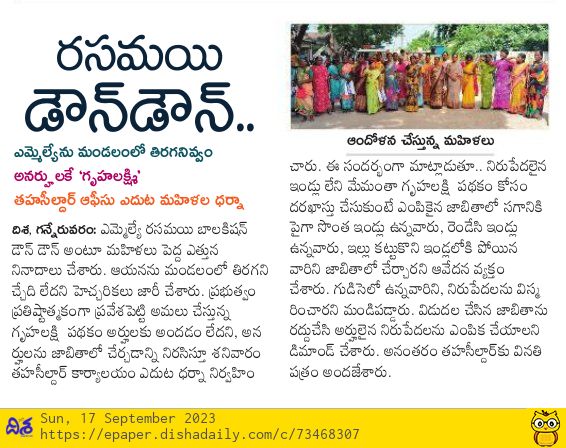 రసమయి
డౌన్‌డౌన్..
ఎమ్మెల్యేను మండలంలో తిరగనివ్వం
అనర్హులకే ‘గృహలక్ష్మి’
తహసీల్దార్ ఆఫీసు ఎదుట మహిళల ధర్నా
దిశ, గన్నేరువరం: ఎమ్మెల్యే రసమయి బాలకిషన్
డౌన్ డౌన్ అంటూ మహిళలు పెద్ద ఎత్తున
నినాదాలు చేశారు. ఆయనను మండలంలో తిరగని
చ్చేది లేదని హెచ్చరికలు జారీ చేశారు. ప్రభుత్వం
ప్రతిష్ఠాత్మకంగా ప్రవేశపెట్టి అమలు చేస్తున్న
గృహలక్ష్మి పథకం అర్హులకు అందడం లేదని, అన
ర్హులను జాబితాలో చేర్చడాన్ని నిరసిస్తూ శనివారం
తహసీల్దార్ కార్యాలయం ఎదుట ధర్నా నిర్వహిం
ఆందోళన చేస్తున్న మహిళలు
చారు. ఈ సందర్భంగా మాట్లాడుతూ.. నిరుపేదలైన
ఇండ్లు లేని మేమంతా గృహలక్ష్మి పథకం కోసం
దరఖాస్తు చేసుకుంటే ఎంపికైన జాబితాలో సగానికి
పైగా సొంత ఇండ్లు ఉన్నవారు, రెండేసి ఇండ్లు
ఉన్నవారు, ఇల్లు కట్టుకొని ఇండ్లలోకి పోయిన
వారిని జాబితాలో చేర్చారని ఆవేదన వ్యక్తం
చేశారు. గుడిసెలో ఉన్నవారిని, నిరుపేదలను విస్మ
రించారని మండిపడ్డారు. విడుదల చేసిన జాబితాను
రద్దుచేసి అర్హులైన నిరుపేదలను ఎంపిక చేయాలని
డిమాండ్ చేశారు. అనంతరం తహసీల్దార్‌కు వినతి
పత్రం అందజేశారు.
దిశ Sun, 17 September 2023
https://epaper.dishadaily.com/c/73468307